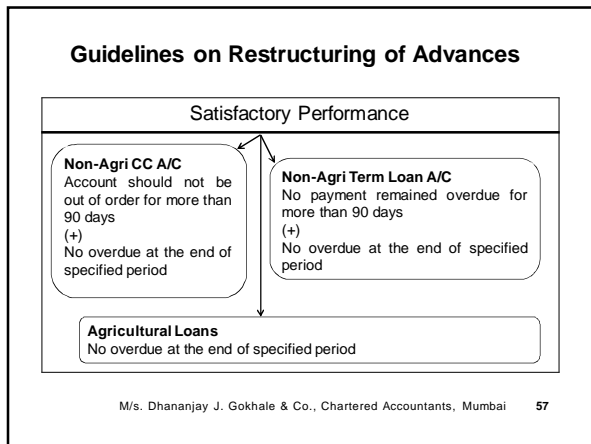 Guidelines on Restructuring of Advances
Satisfactory Performance
Non-Agri CC A/C
Account should not be
out of order for more than
90 days
(+)
No overdue at the end of
specified period
Non-Agri Term Loan A/C
No payment remained overdue for
more than 90 days
(+)
No overdue at the end of specified
period
Agricultural Loans
No overdue at the end of specified period
M/s. Dhananjay J. Gokhale & Co., Chartered Accountants, Mumbai 57